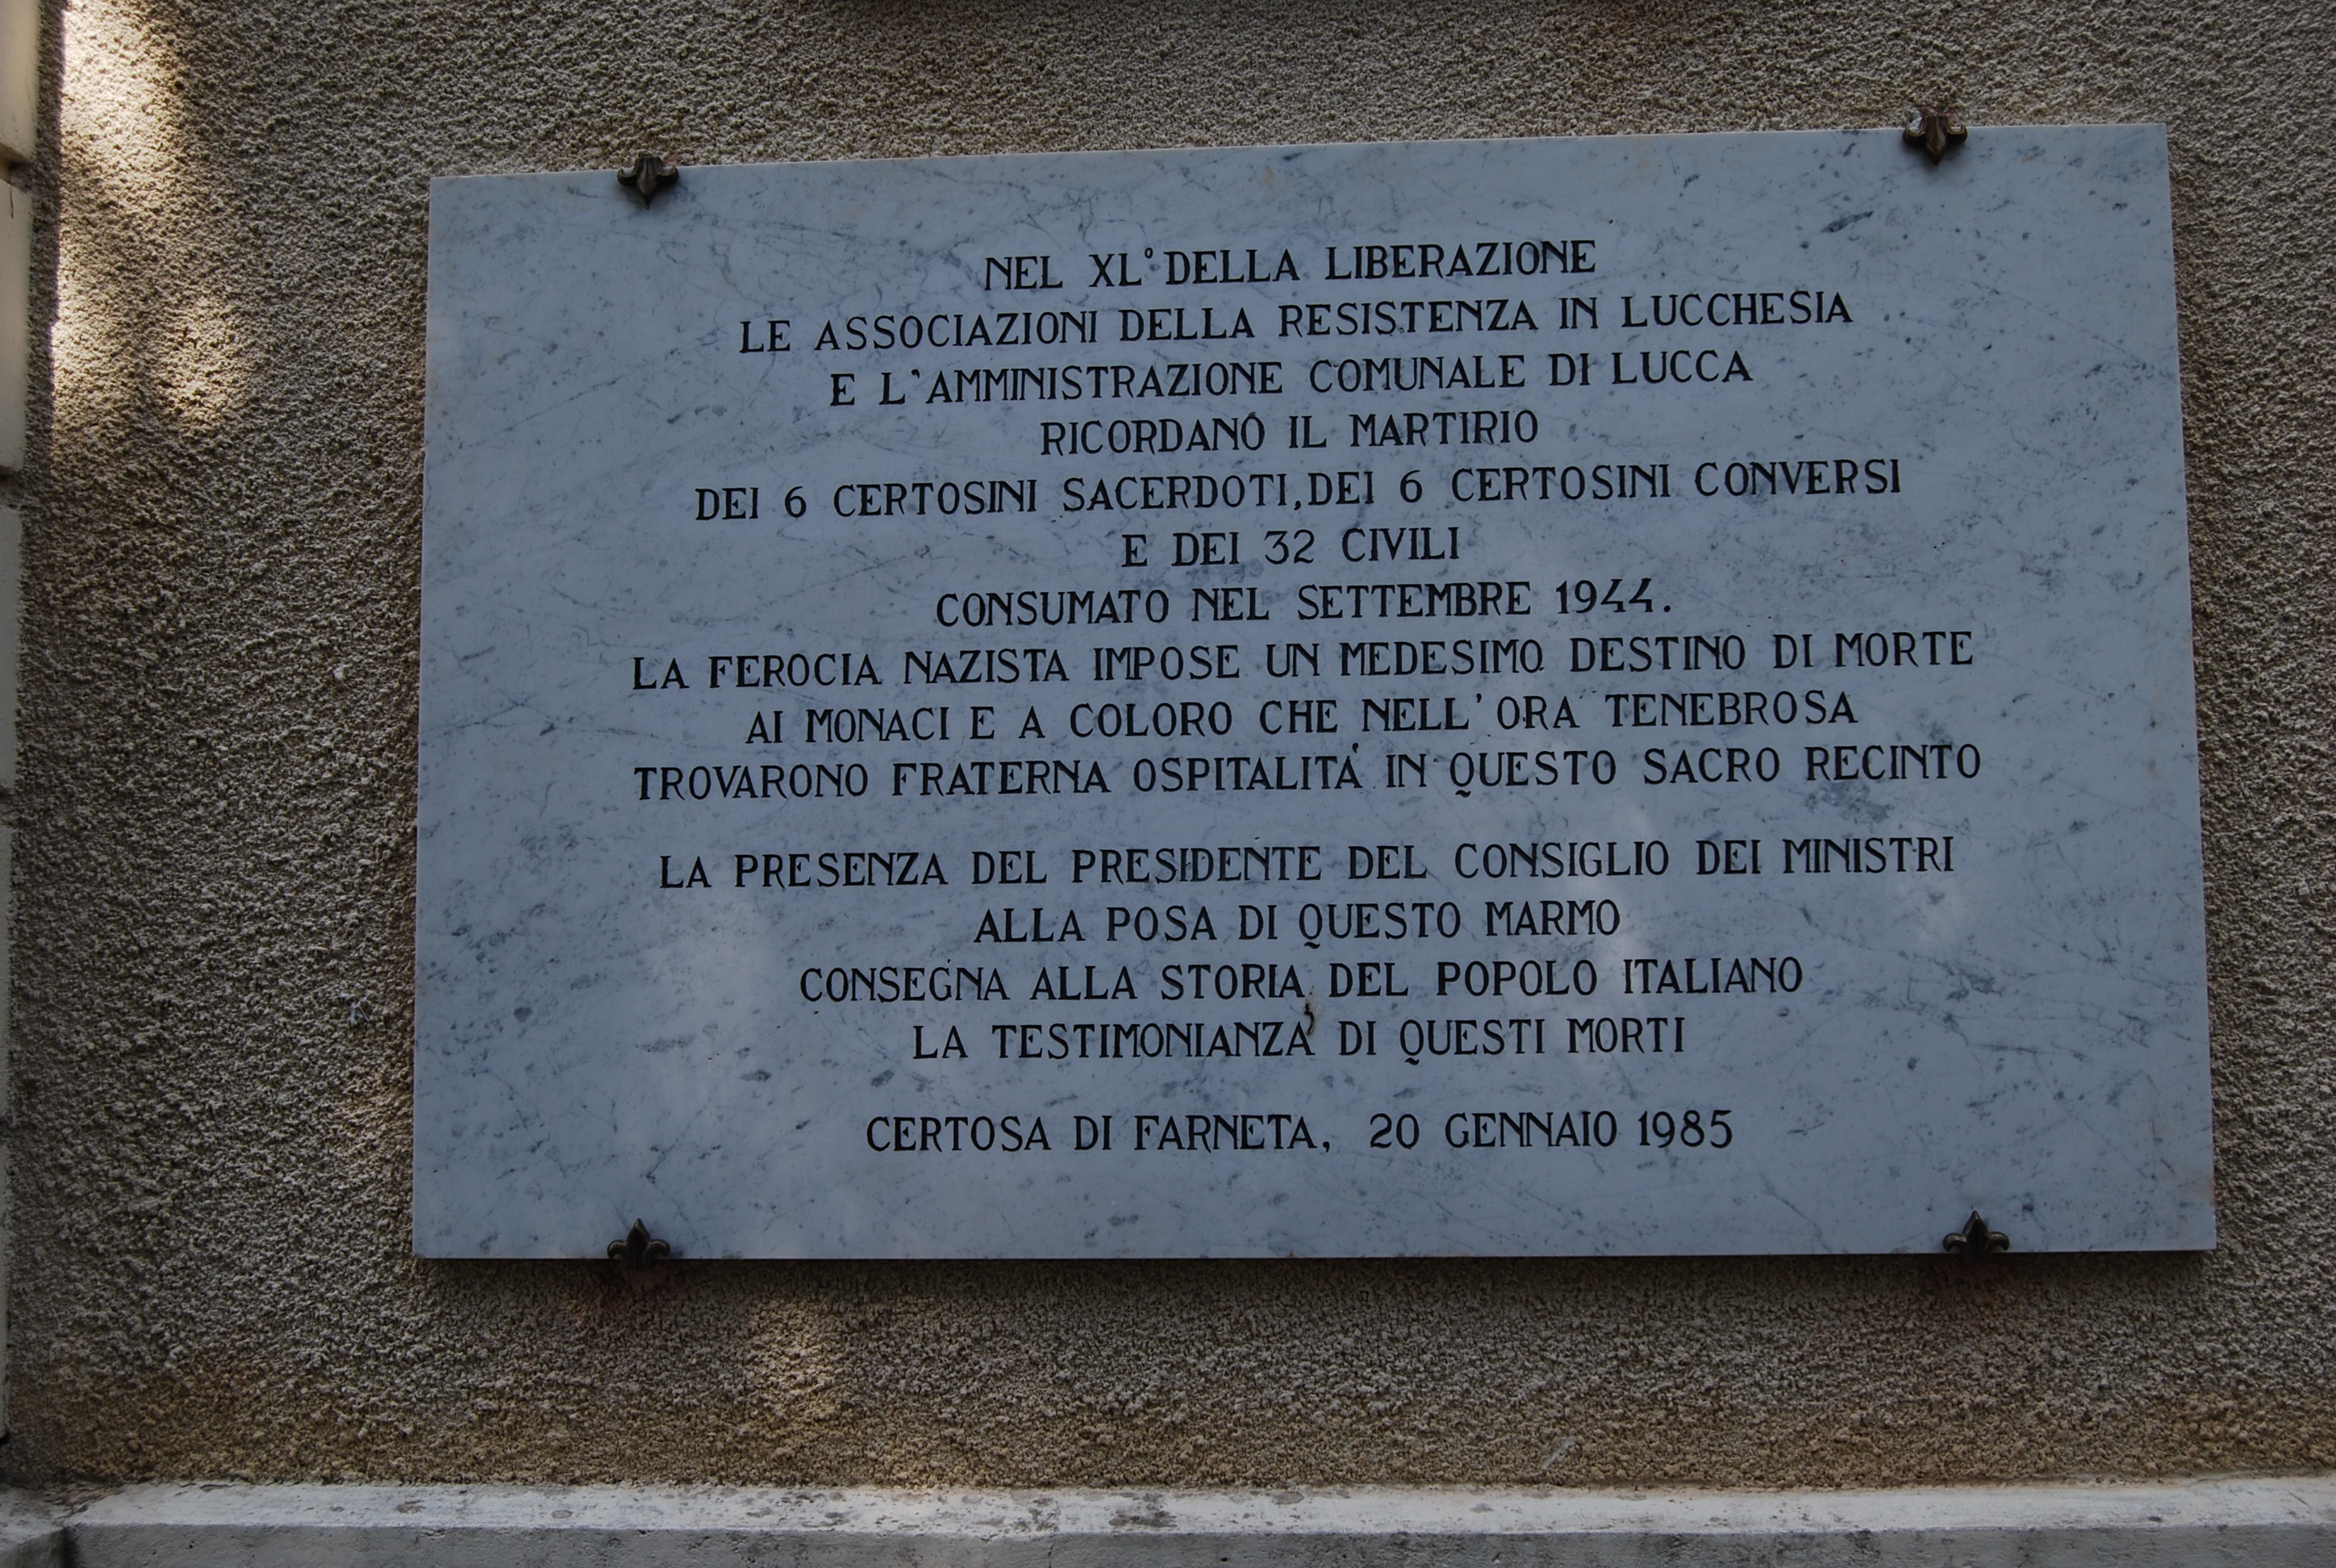 NEL XL° DELLA LIBERAZIONE
LE ASSOCIAZIONI DELLA RESISTENZA IN LUCCHESIA
E L'AMMINISTRAZIONE COMUNALE DI LUCCA
RICORDANO IL MARTIRIO
DEI 6 CERTOSINI SACERDOTI, DEI 6 CERTOSINI CONVERSI
E DEI 32 CIVILI
CONSUMATO NEL SETTEMBRE 1944.
LA FEROCIA NAZISTA IMPOSE UN MEDESIMO DESTINO DI MORTE
AI MONACI E A COLORO CHE NELL'ORA TENEBROSA
TROVARONO FRATERNA OSPITALITÁ IN QUESTO SACRO RECINTO
LA PRESENZA DEL PRESIDENTE DEL CONSIGLIO DEI MINISTRI
ALLA POSA DI QUESTO MARMO
CONSEGNA ALLA STORIA DEL POPOLO ITALIANO
LA TESTIMONIANZA DI QUESTI MORTI
CERTOSA DI FARNETA, 20 GENNAIO 1985